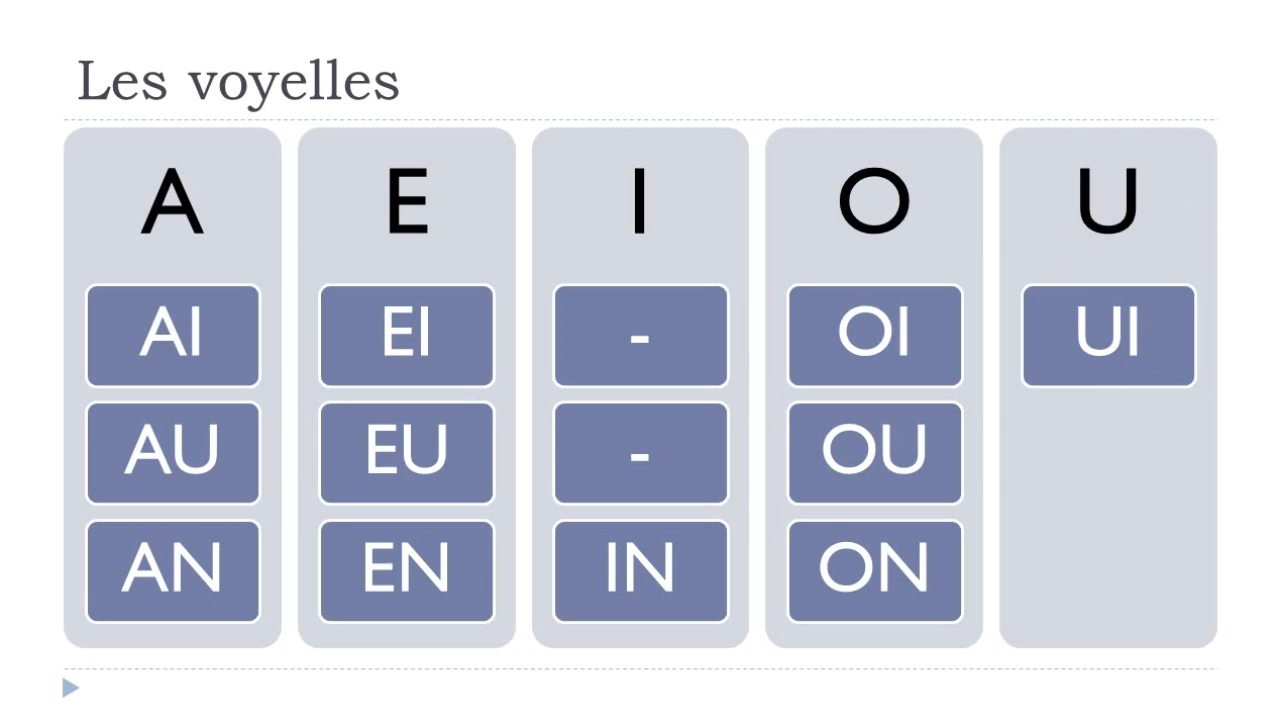 Les voyelles
A E I O U
AI EI - OI UI
AU EU - OU
AN EN IN ON